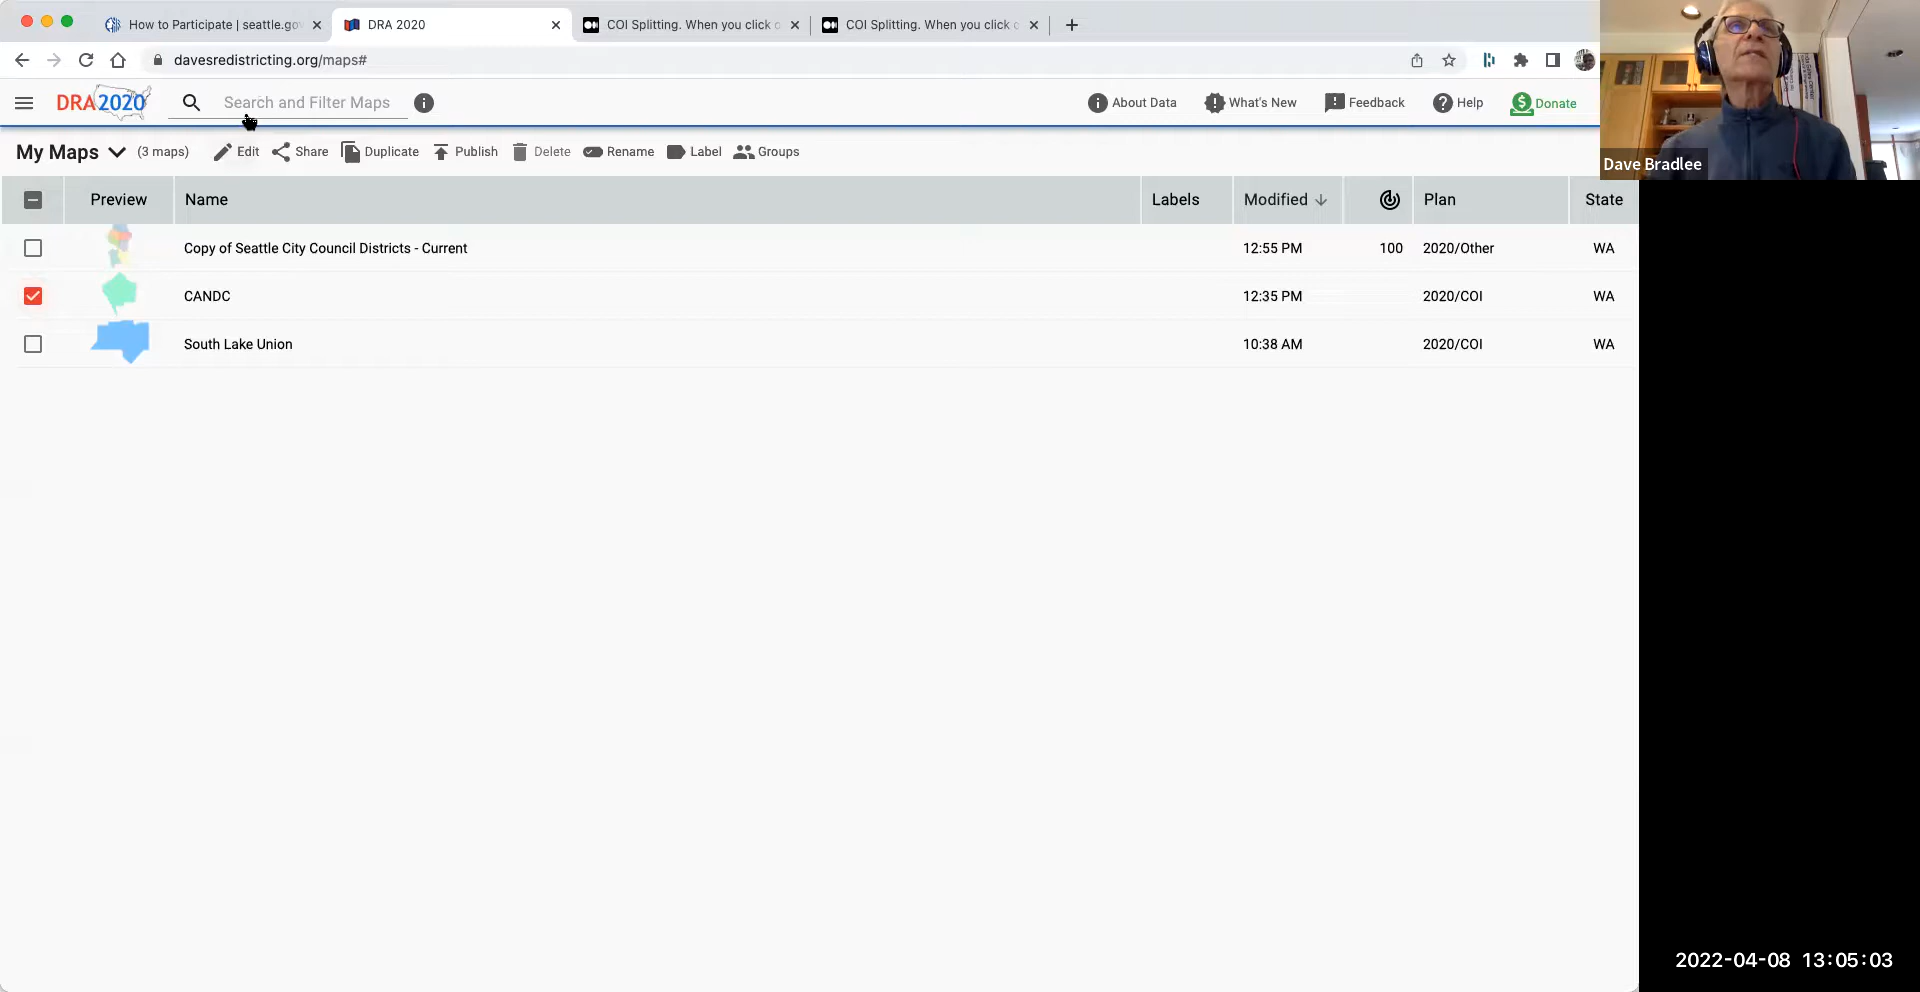 How to Participate | seattle.gov
DRA 2020
COI Splitting. When you click o
COI Splitting. When you click o
davesredistricting.org/maps#
DRA2020
Search and Filter Maps
About Data
What's New
Feedback
Help
Donate
My Maps
(3 maps)
Edit
Share
Duplicate
Publish
Delete
Rename
Label
Groups
Dave Bradlee
Preview Name Labels Modified Plan State
Copy of Seattle City Council Districts - Current 12:55 PM 100 2020/Other WA
CANDC 12:35 PM 2020/COI WA
South Lake Union 10:38 AM 2020/COI WA
2022-04-08 13:05:03